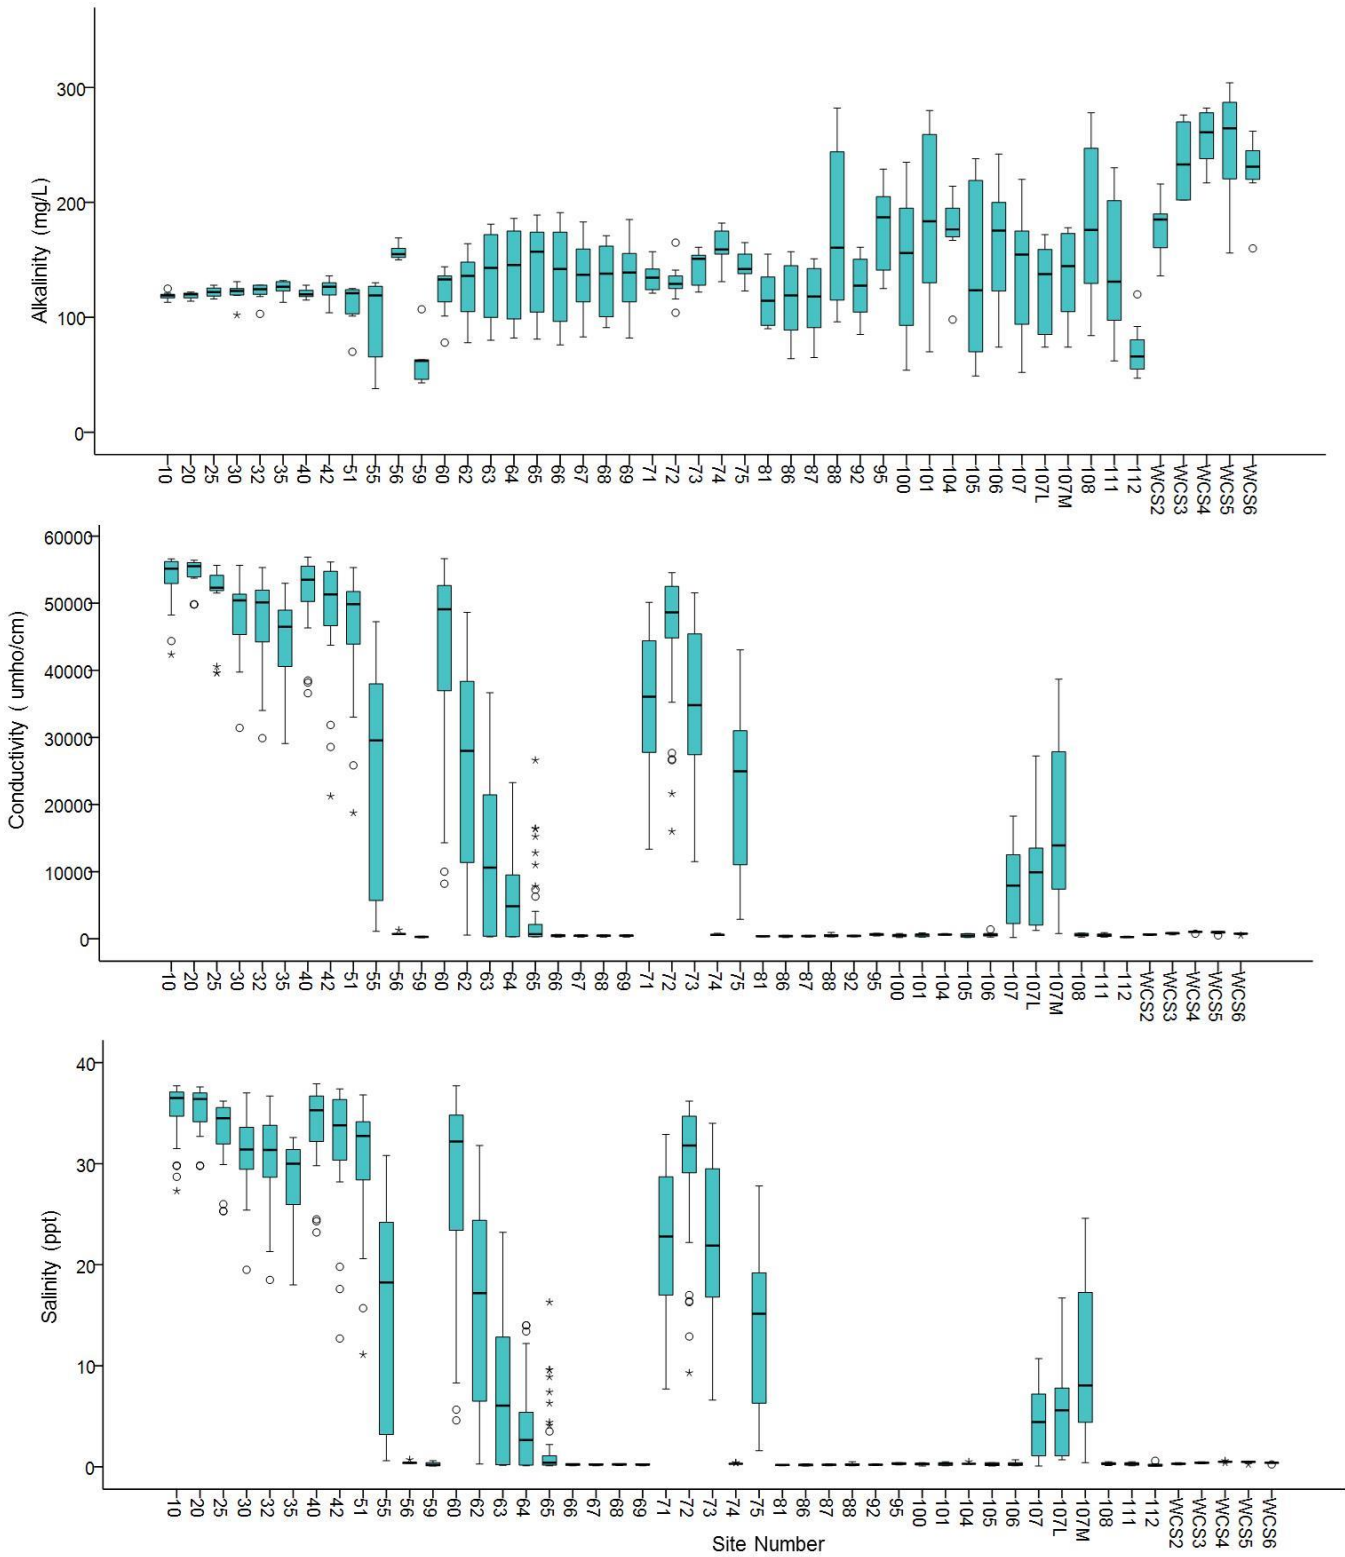 Alkalinity (mg/L)
300
200
100
0
10 20 25 30 32 35 40 42 51 55 56 59 60 62 63 64 65 66 67 68 69 71 72 73 74 75 81 86 87 88 92 95 100 101 104 105 106 107 107L 107M 108 111 112 WCS2 WCS3 WCS4 WCS5 WCS6
Conductivity ( umho/cm)
60000
50000
40000
30000
20000
10000
0
10 20 25 30 32 35 40 42 51 55 56 59 60 62 63 64 65 66 67 68 69 71 72 73 74 75 81 86 87 88 92 95 100 101 104 105 106 107 107L 107M 108 111 112 WCS2 WCS3 WCS4 WCS5 WCS6
Salinity (ppt)
40
30
20
10
0
10 20 25 30 32 35 40 42 51 55 56 59 60 62 63 64 65 66 67 68 69 71 72 73 74 75 81 86 87 88 92 95 100 101 104 105 106 107 107L 107M 108 111 112 WCS2 WCS3 WCS4 WCS5 WCS6
Site Number